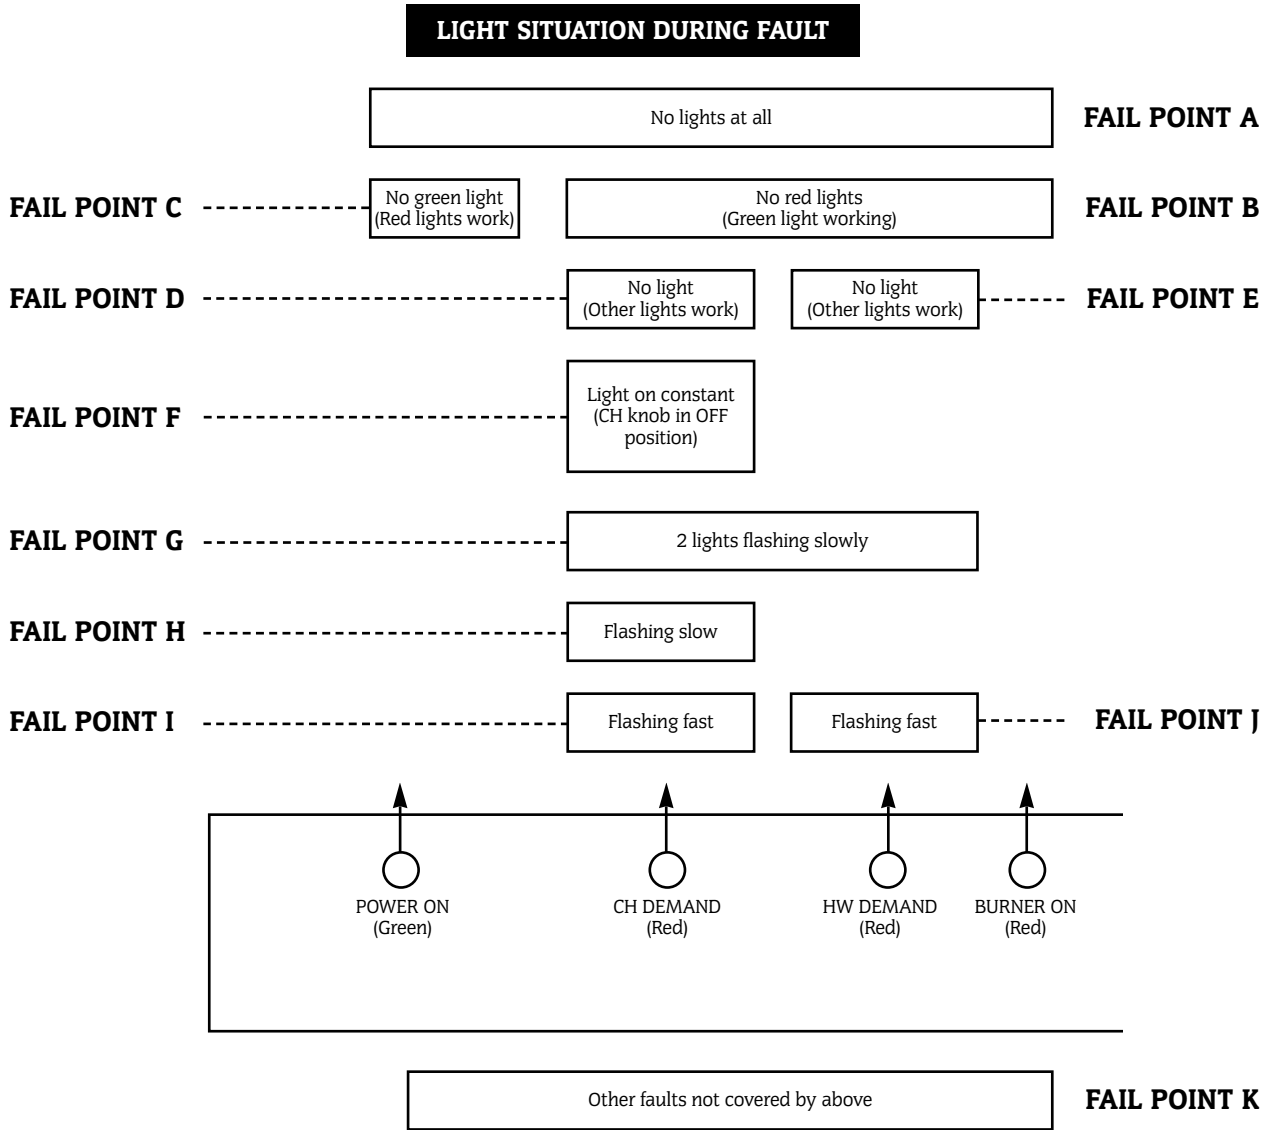 LIGHT SITUATION DURING FAULT
No lights at all
FAIL POINT A
FAIL POINT C
No green light
(Red lights work)
No red lights
(Green light working)
FAIL POINT B
FAIL POINT D
No light
(Other lights work)
No light
(Other lights work)
FAIL POINT E
FAIL POINT F
Light on constant
(CH knob in OFF
position)
FAIL POINT G
2 lights flashing slowly
FAIL POINT H
Flashing slow
FAIL POINT I
Flashing fast
Flashing fast
FAIL POINT J
POWER ON
(Green)
CH DEMAND
(Red)
HW DEMAND
(Red)
BURNER ON
(Red)
Other faults not covered by above
FAIL POINT K